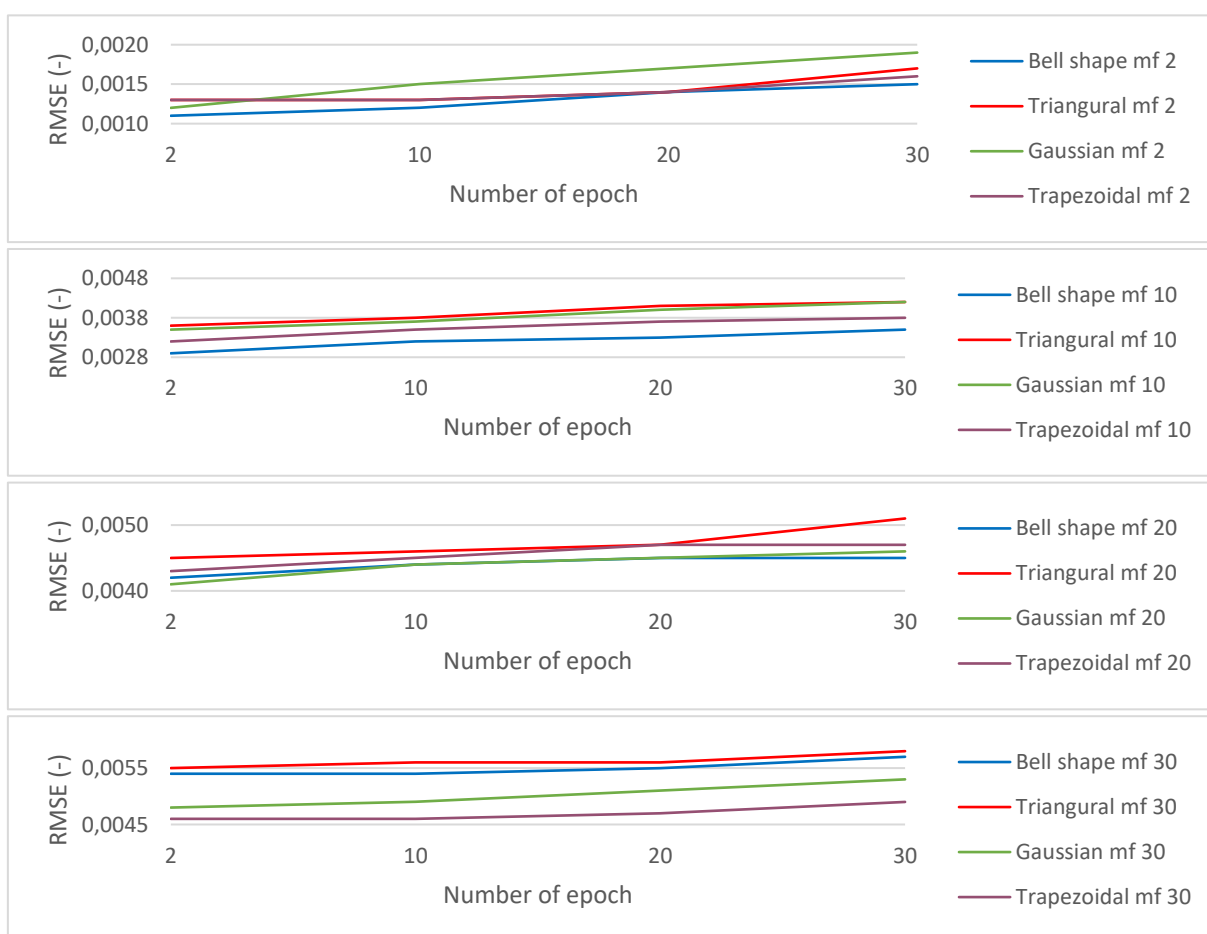 0,0020
0,0015
0,0010
RMSE (-)
2 10 20 30
Number of epoch
Bell shape mf 2
Triangural mf 2
Gaussian mf 2
Trapezoidal mf 2
0,0048
0,0038
0,0028
RMSE (-)
2 10 20 30
Number of epoch
Bell shape mf 10
Triangural mf 10
Gaussian mf 10
Trapezoidal mf 10
0,0050
0,0040
RMSE (-)
2 10 20 30
Number of epoch
Bell shape mf 20
Triangural mf 20
Gaussian mf 20
Trapezoidal mf 20
0,0055
0,0045
RMSE (-)
2 10 20 30
Number of epoch
Bell shape mf 30
Triangural mf 30
Gaussian mf 30
Trapezoidal mf 30